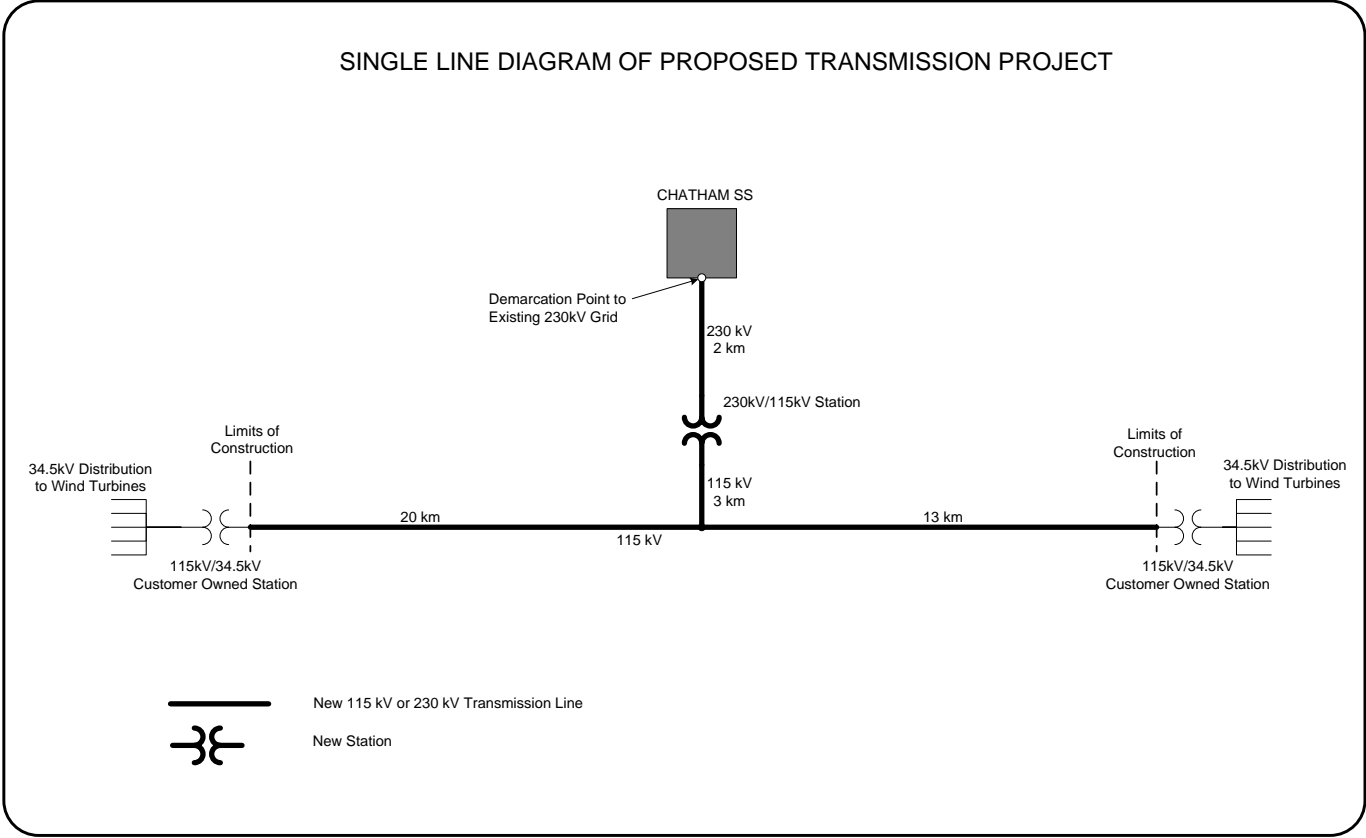 SINGLE LINE DIAGRAM OF PROPOSED TRANSMISSION PROJECT
CHATHAM SS
Demarcation Point to
Existing 230kV Grid
230 kV
2 km
230kV/115kV Station
Limits of
Construction
34.5kV Distribution
to Wind Turbines
115 kV
3 km
Limits of
Construction
34.5kV Distribution
to Wind Turbines
20 km
13 km
115 kV
115kV/34.5kV
Customer Owned Station
115kV/34.5kV
Customer Owned Station
New 115 kV or 230 kV Transmission Line
New Station